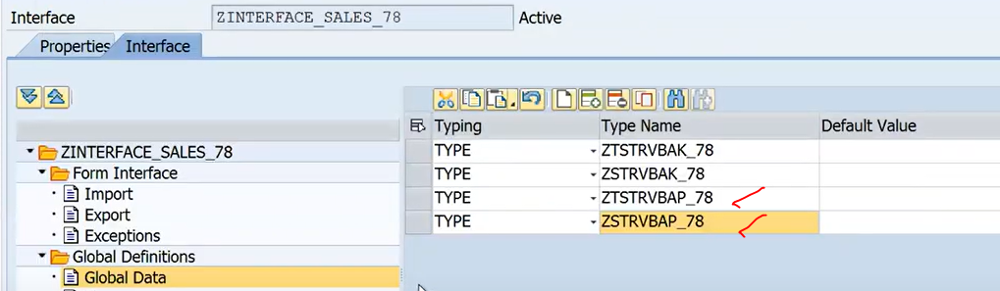 Interface ZINTERFACE_SALES_78 Active
Properties Interface
Typing Type Name Default Value
ZINTERFACE_SALES_78 TYPE ZTSTRVBAK_78
Form Interface TYPE ZSTRVBAK_78
Import TYPE ZTSTRVBAP_78
Export TYPE ZSTRVBAP_78
Exceptions
Global Definitions
Global Data